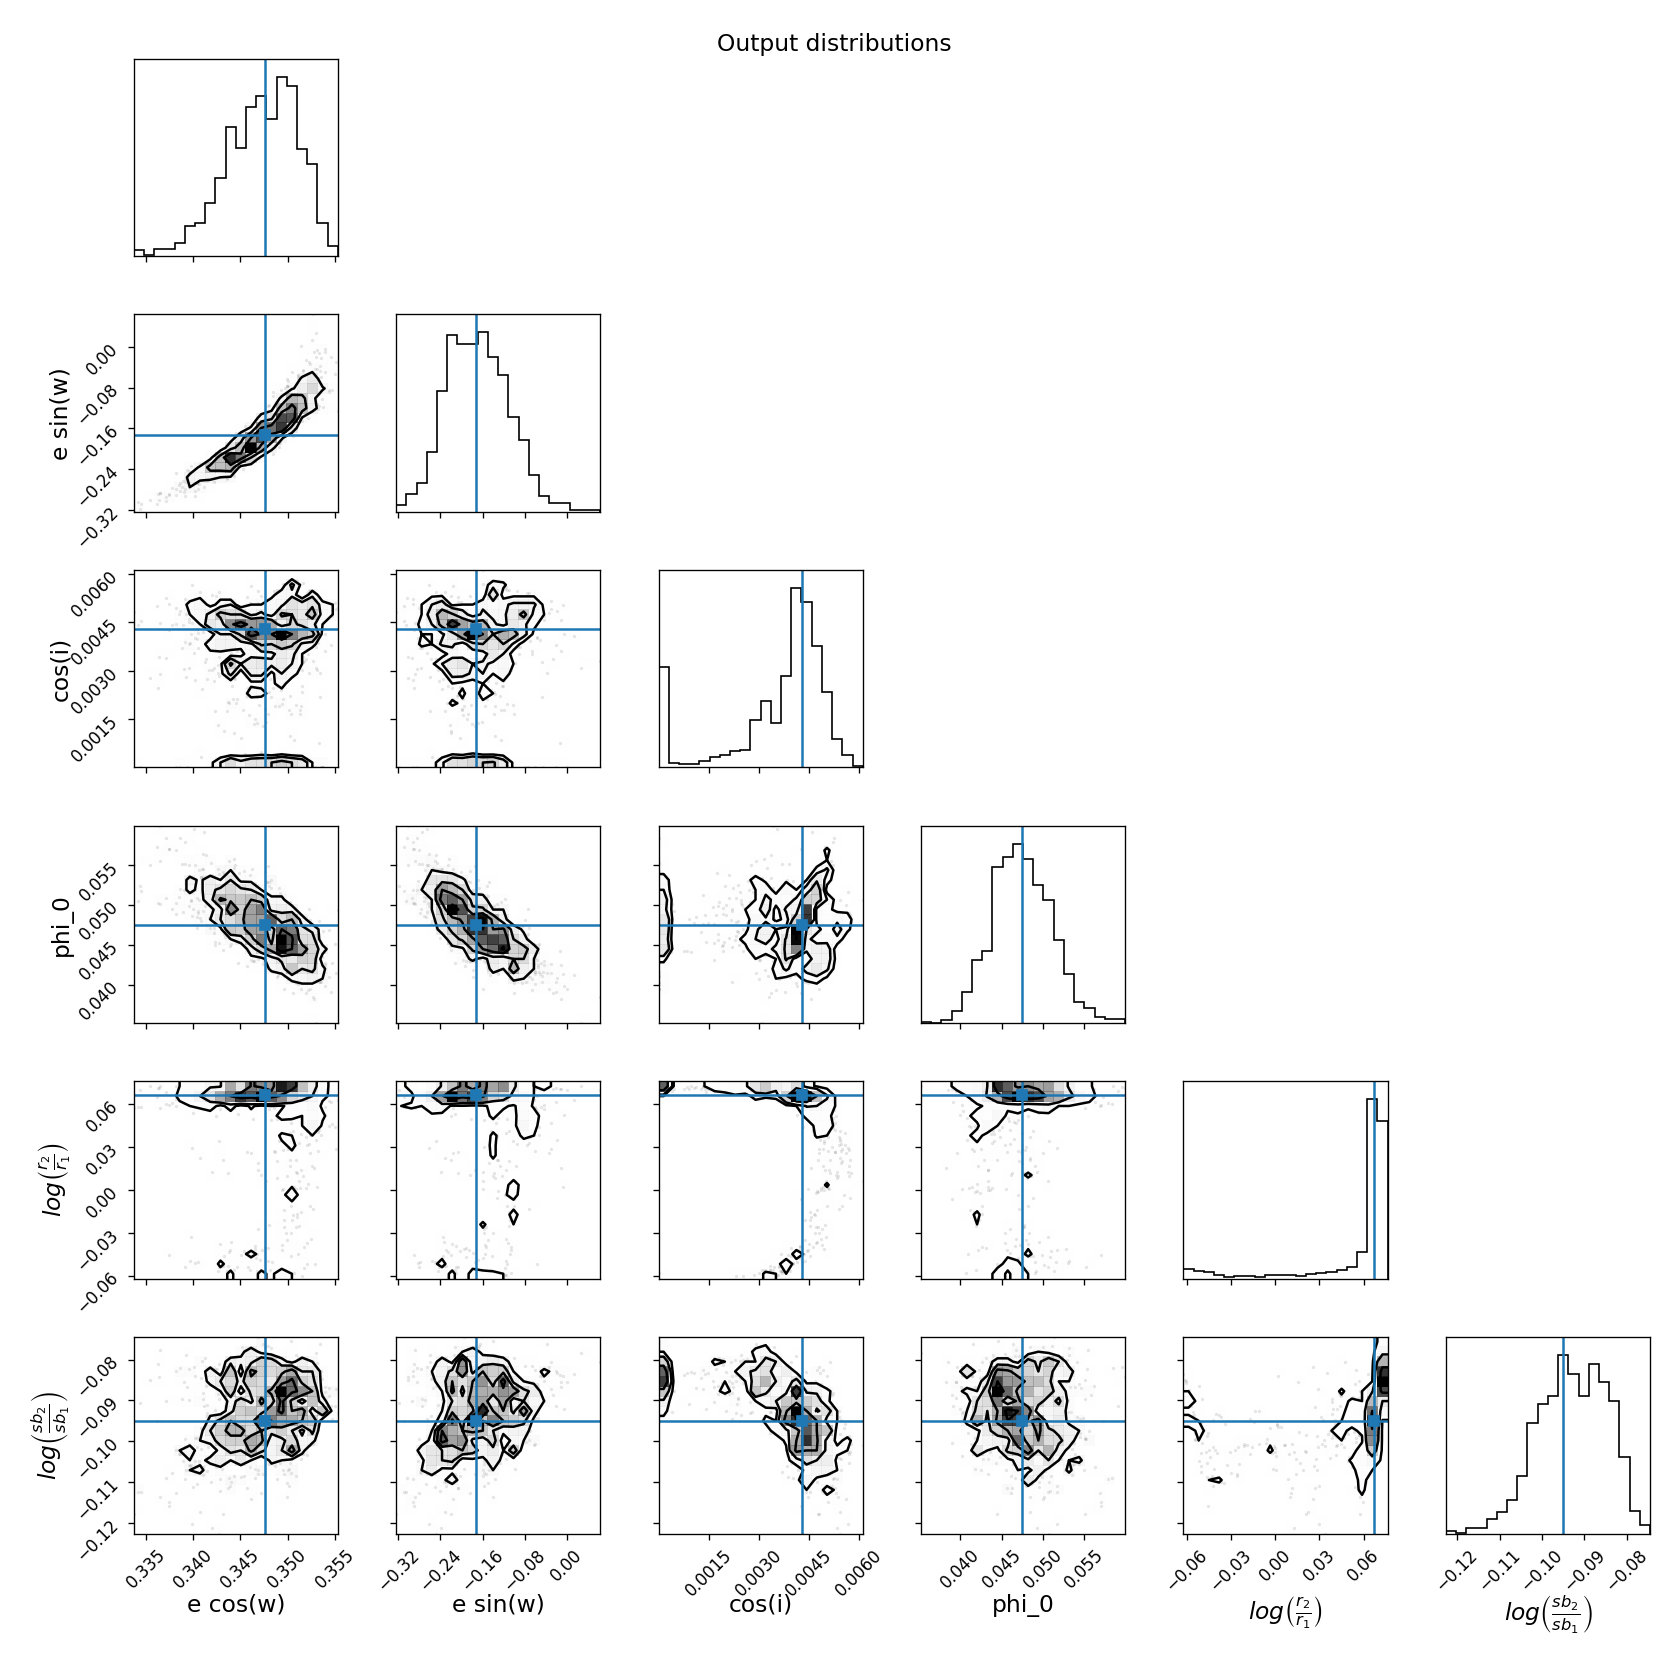 Output distributions
e sin(w)
0.00
−0.08
−0.16
−0.24
−0.32
cos(i)
0.0060
0.0045
0.0030
0.0015
phi_0
0.055
0.050
0.045
0.040
log(r2/r1)
0.06
0.03
0.00
−0.03
−0.06
log(sb2/sb1)
−0.08
−0.09
−0.10
−0.11
−0.12
0.335 0.340 0.345 0.350 0.355
−0.32 −0.24 −0.16 −0.08 0.00
0.0015 0.0030 0.0045 0.0060
0.040 0.045 0.050 0.055
−0.06 −0.03 0.00 0.03 0.06
−0.12 −0.11 −0.10 −0.09 −0.08
e cos(w)
e sin(w)
cos(i)
phi_0
log(r2/r1)
log(sb2/sb1)